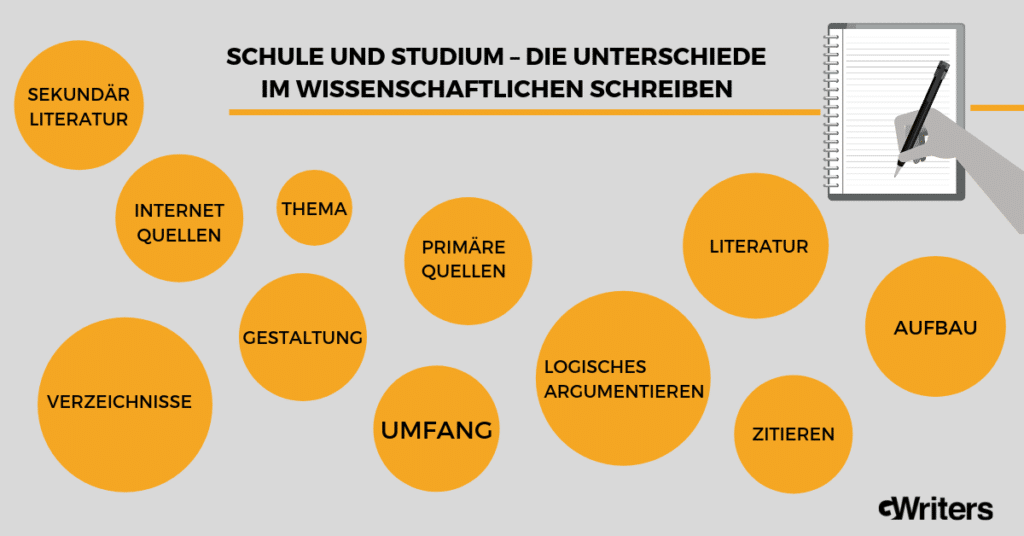 SCHULE UND STUDIUM – DIE UNTERSCHIEDE
IM WISSENSCHAFTLICHEN SCHREIBEN
SEKUNDÄR
LITERATUR
INTERNET
QUELLEN
THEMA
PRIMÄRE
QUELLEN
LITERATUR
GESTALTUNG
AUFBAU
LOGISCHES
ARGUMENTIEREN
VERZEICHNISSE
UMFANG
ZITIEREN
Writers